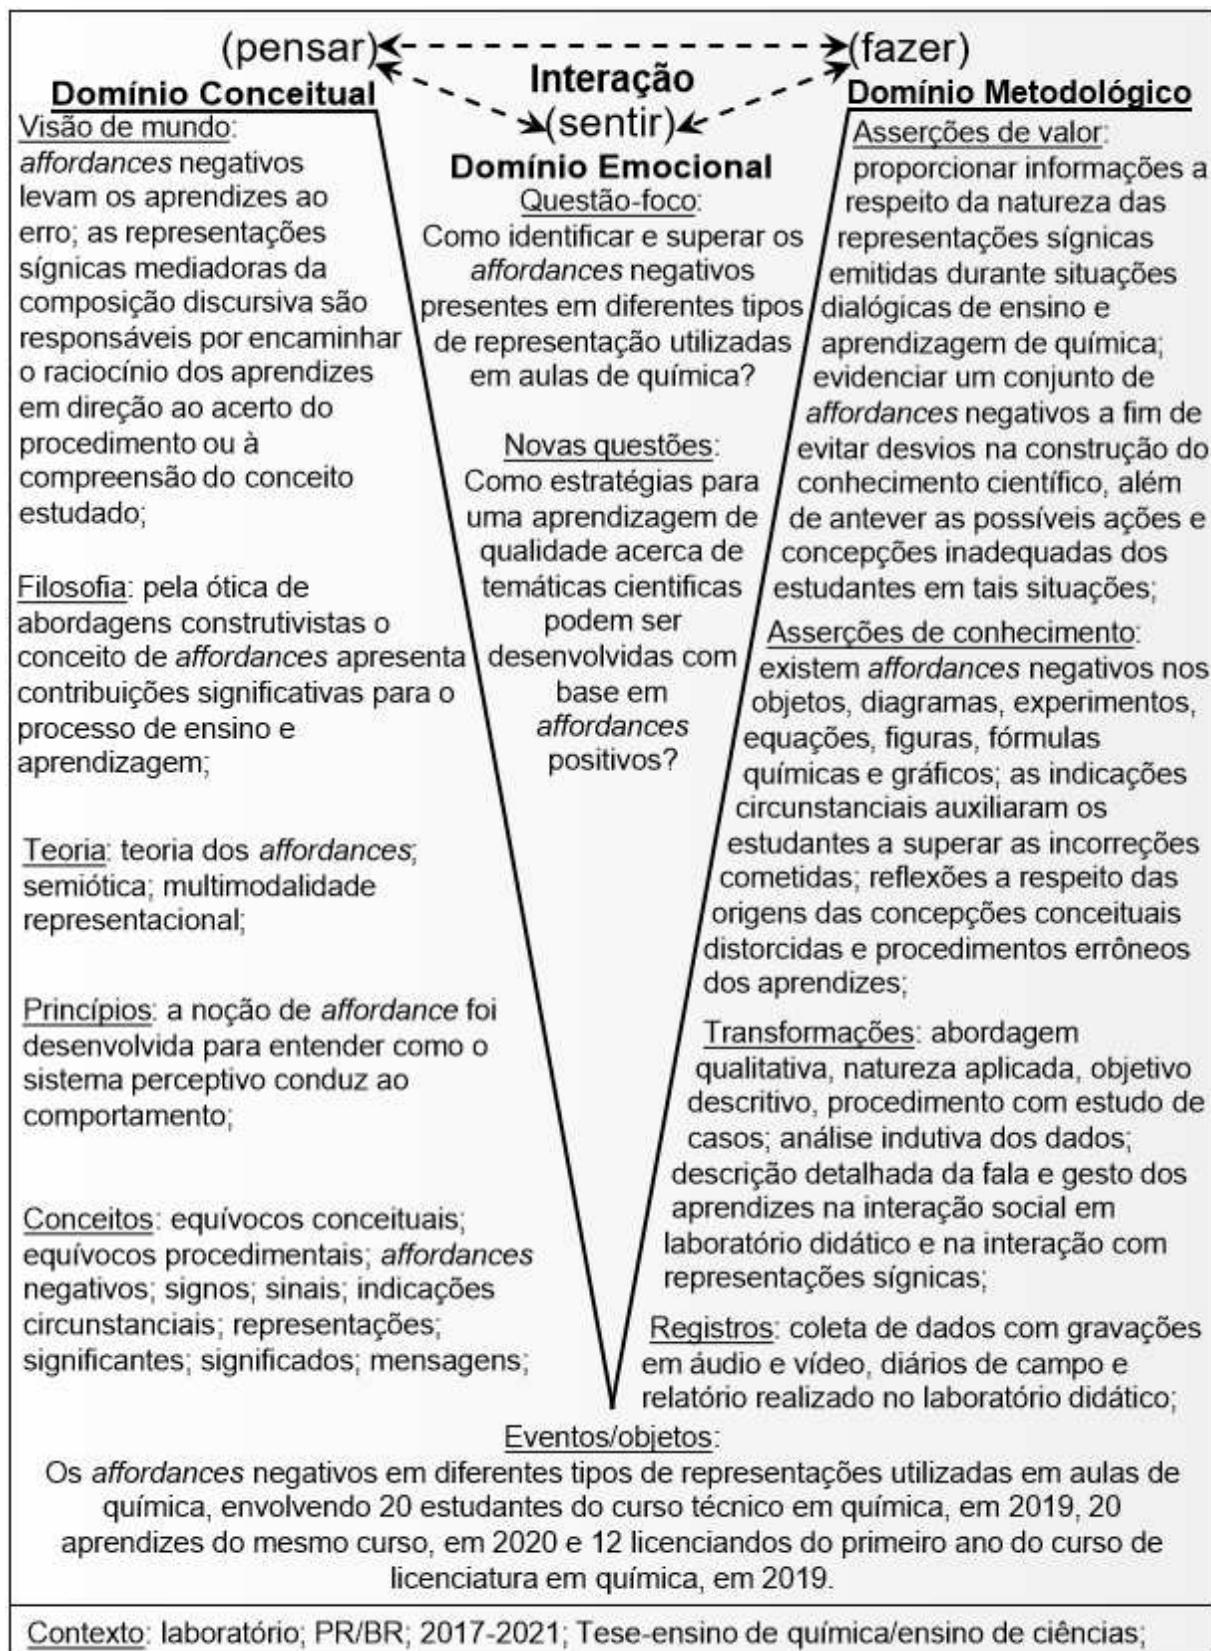 (pensar)
(fazer)
Interação
(sentir)
Domínio Conceitual
Visão de mundo:
affordances negativos
levam os aprendizes ao
erro; as representações
sígnicas mediadoras da
composição discursiva são
responsáveis por encaminhar
o raciocínio dos aprendizes
em direção ao acerto do
procedimento ou à
compreensão do conceito
estudado;
Filosofia: pela ótica de
abordagens construtivistas o
conceito de affordances apresenta
contribuições significativas para o
processo de ensino e
aprendizagem;
Teoria: teoria dos affordances;
semiótica; multimodalidade
representacional;
Princípios: a noção de affordance foi
desenvolvida para entender como o
sistema perceptivo conduz ao
comportamento;
Conceitos: equívocos conceituais;
equívocos procedimentais; affordances
negativos; signos; sinais; indicações
circunstanciais; representações;
significantes; significados; mensagens;
Domínio Emocional
Questão-foco:
Como identificar e superar os
affordances negativos
presentes em diferentes tipos
de representação utilizadas
em aulas de química?
Novas questões:
Como estratégias para
uma aprendizagem de
qualidade acerca de
temáticas cientificas
podem ser
desenvolvidas com
base em
affordances
positivos?
Domínio Metodológico
Asserções de valor:
proporcionar informações a
respeito da natureza das
representações sígnicas
emitidas durante situações
dialógicas de ensino e
aprendizagem de química;
evidenciar um conjunto de
affordances negativos a fim de
evitar desvios na construção do
conhecimento científico, além
de antever as possíveis ações e
concepções inadequadas dos
estudantes em tais situações;
Asserções de conhecimento:
existem affordances negativos nos
objetos, diagramas, experimentos,
equações, figuras, fórmulas
químicas e gráficos; as indicações
circunstanciais auxiliaram os
estudantes a superar as incorreções
cometidas; reflexões a respeito das
origens das concepções conceituais
distorcidas e procedimentos errôneos
dos aprendizes;
Transformações: abordagem
qualitativa, natureza aplicada, objetivo
descritivo, procedimento com estudo de
casos; análise indutiva dos dados;
descrição detalhada da fala e gesto dos
aprendizes na interação social em
laboratório didático e na interação com
representações sígnicas;
Registros: coleta de dados com gravações
em áudio e vídeo, diários de campo e
relatório realizado no laboratório didático;
Eventos/objetos:
Os affordances negativos em diferentes tipos de representações utilizadas em aulas de
química, envolvendo 20 estudantes do curso técnico em química, em 2019, 20
aprendizes do mesmo curso, em 2020 e 12 licenciandos do primeiro ano do curso de
licenciatura em química, em 2019.
Contexto: laboratório; PR/BR; 2017-2021; Tese-ensino de química/ensino de ciências;